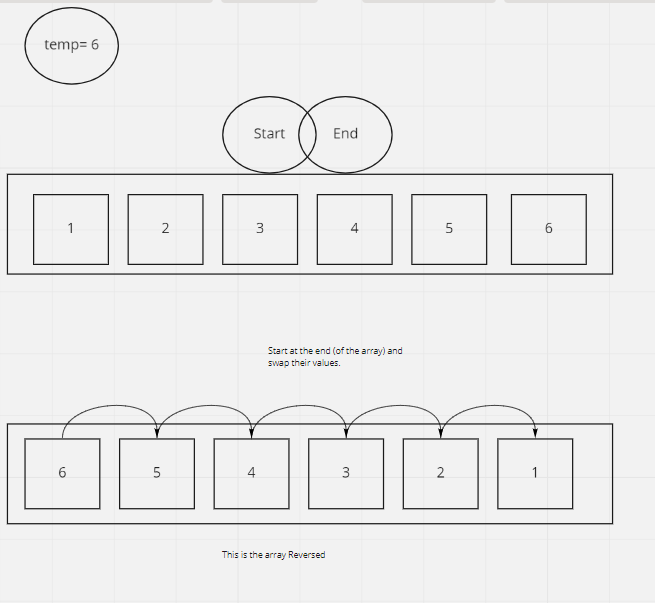 temp= 6
Start End
1 2 3 4 5 6
Start at the end (of the array) and
swap their values.
6 5 4 3 2 1
This is the array Reversed